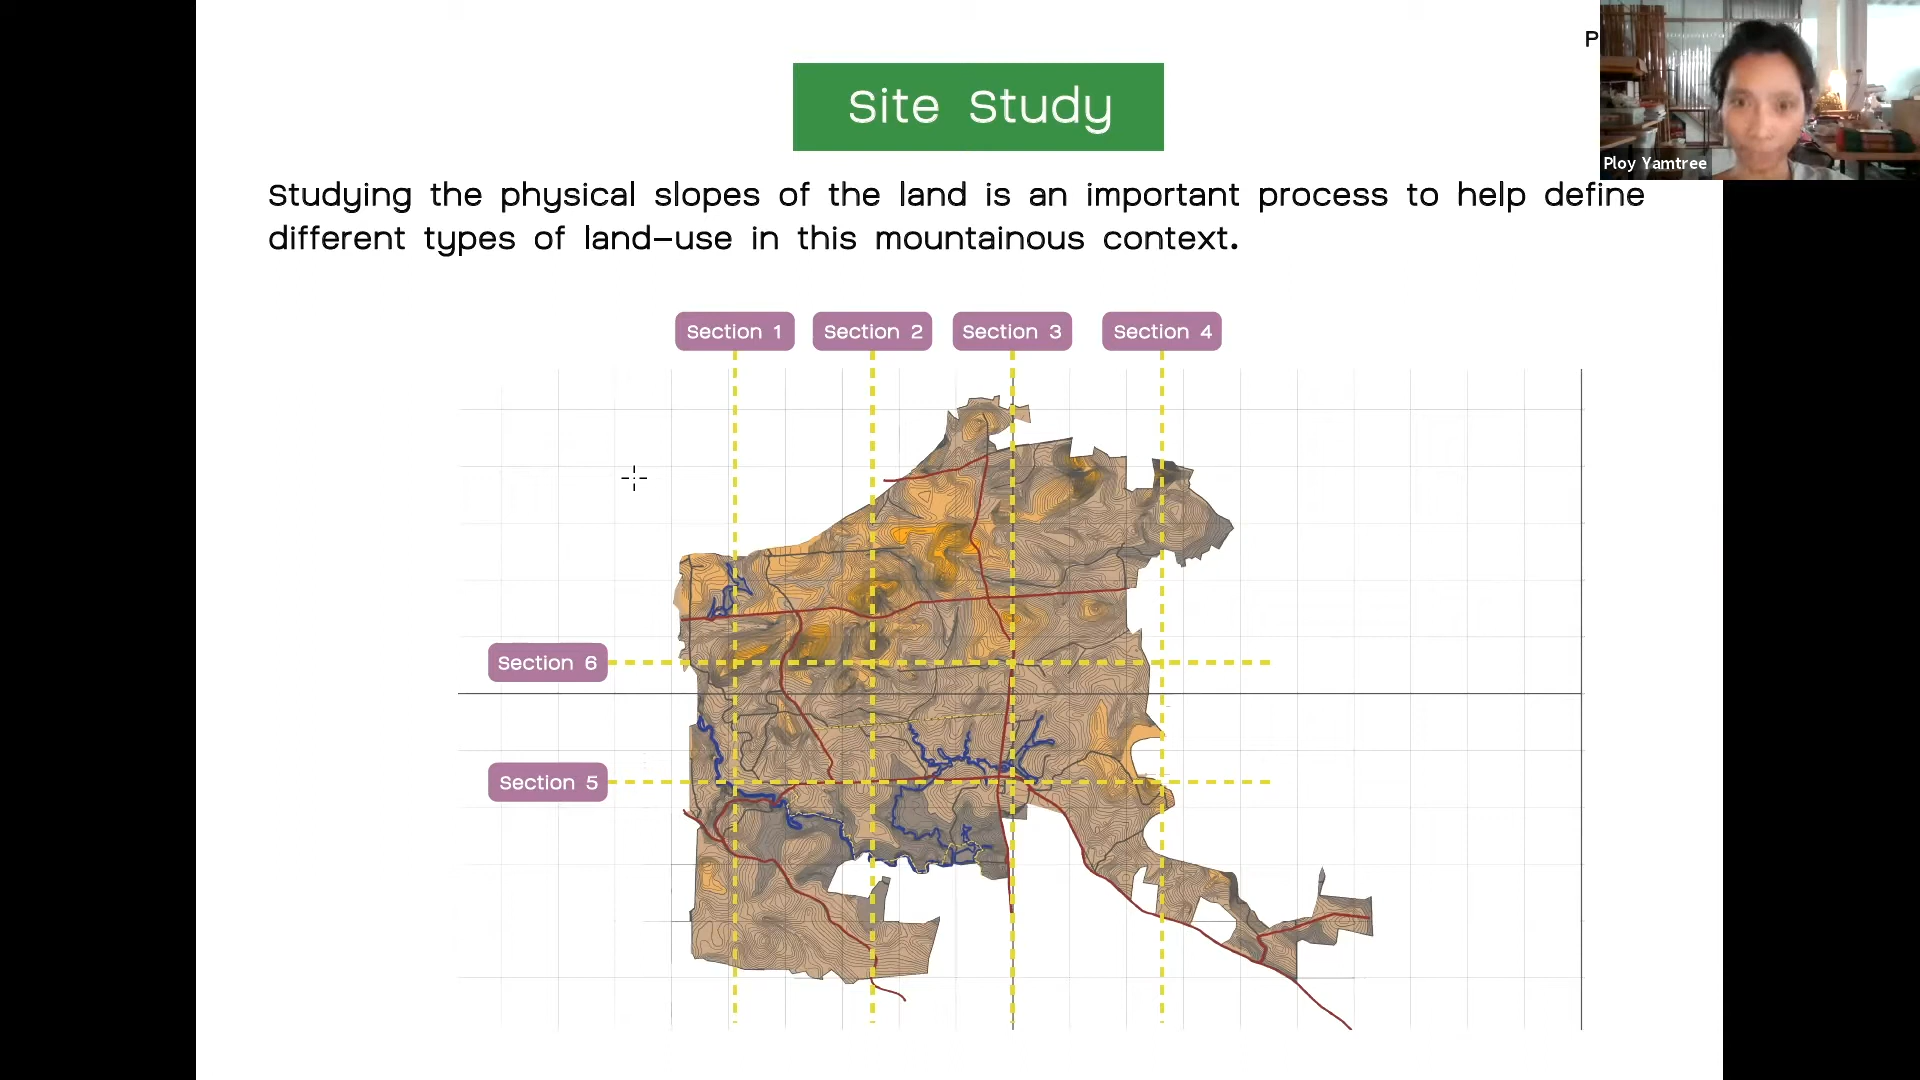 P
Site Study
Ploy Yamtree
Studying the physical slopes of the land is an important process to help define
different types of land-use in this mountainous context.
Section 1
Section 2
Section 3
Section 4
Section 6
Section 5